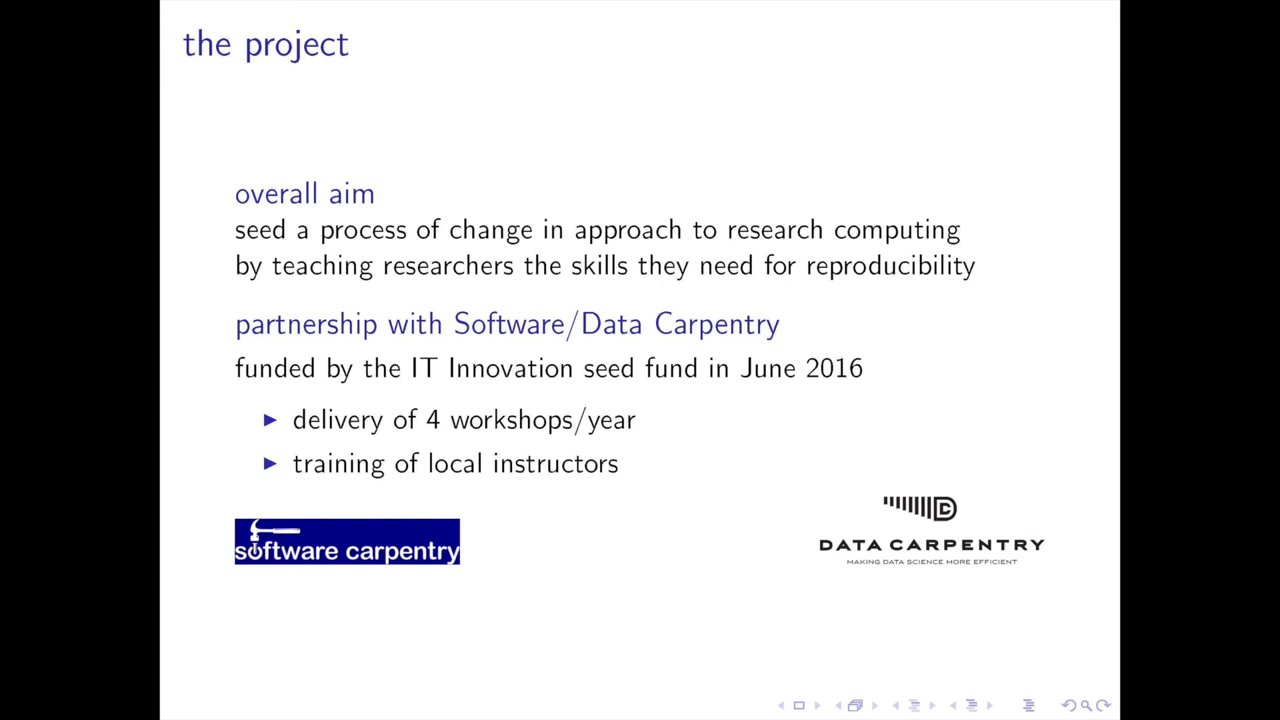 the project
overall aim
seed a process of change in approach to research computing
by teaching researchers the skills they need for reproducibility
partnership with Software/Data Carpentry
funded by the IT Innovation seed fund in June 2016
delivery of 4 workshops/year
training of local instructors
software carpentry
DATA CARPENTRY
MAKING DATA SCIENCE MORE EFFICIENT